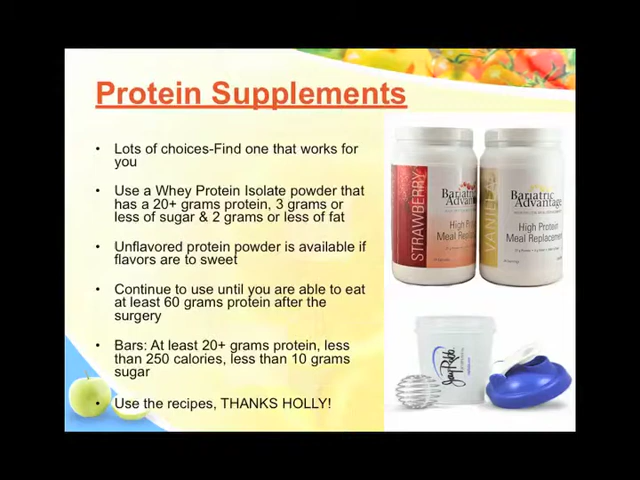 Protein Supplements
• Lots of choices-Find one that works for
you
• Use a Whey Protein Isolate powder that
has a 20+ grams protein, 3 grams or
less of sugar & 2 grams or less of fat
• Unflavored protein powder is available if
flavors are to sweet
• Continue to use until you are able to eat
at least 60 grams protein after the
surgery
• Bars: At least 20+ grams protein, less
than 250 calories, less than 10 grams
sugar
• Use the recipes, THANKS HOLLY!
STRAWBERRY
Bariatric
Advanta
High Pro
Meal Repla
VANILLA
Bariatric
Advantage
High Protein
Meal Replacement